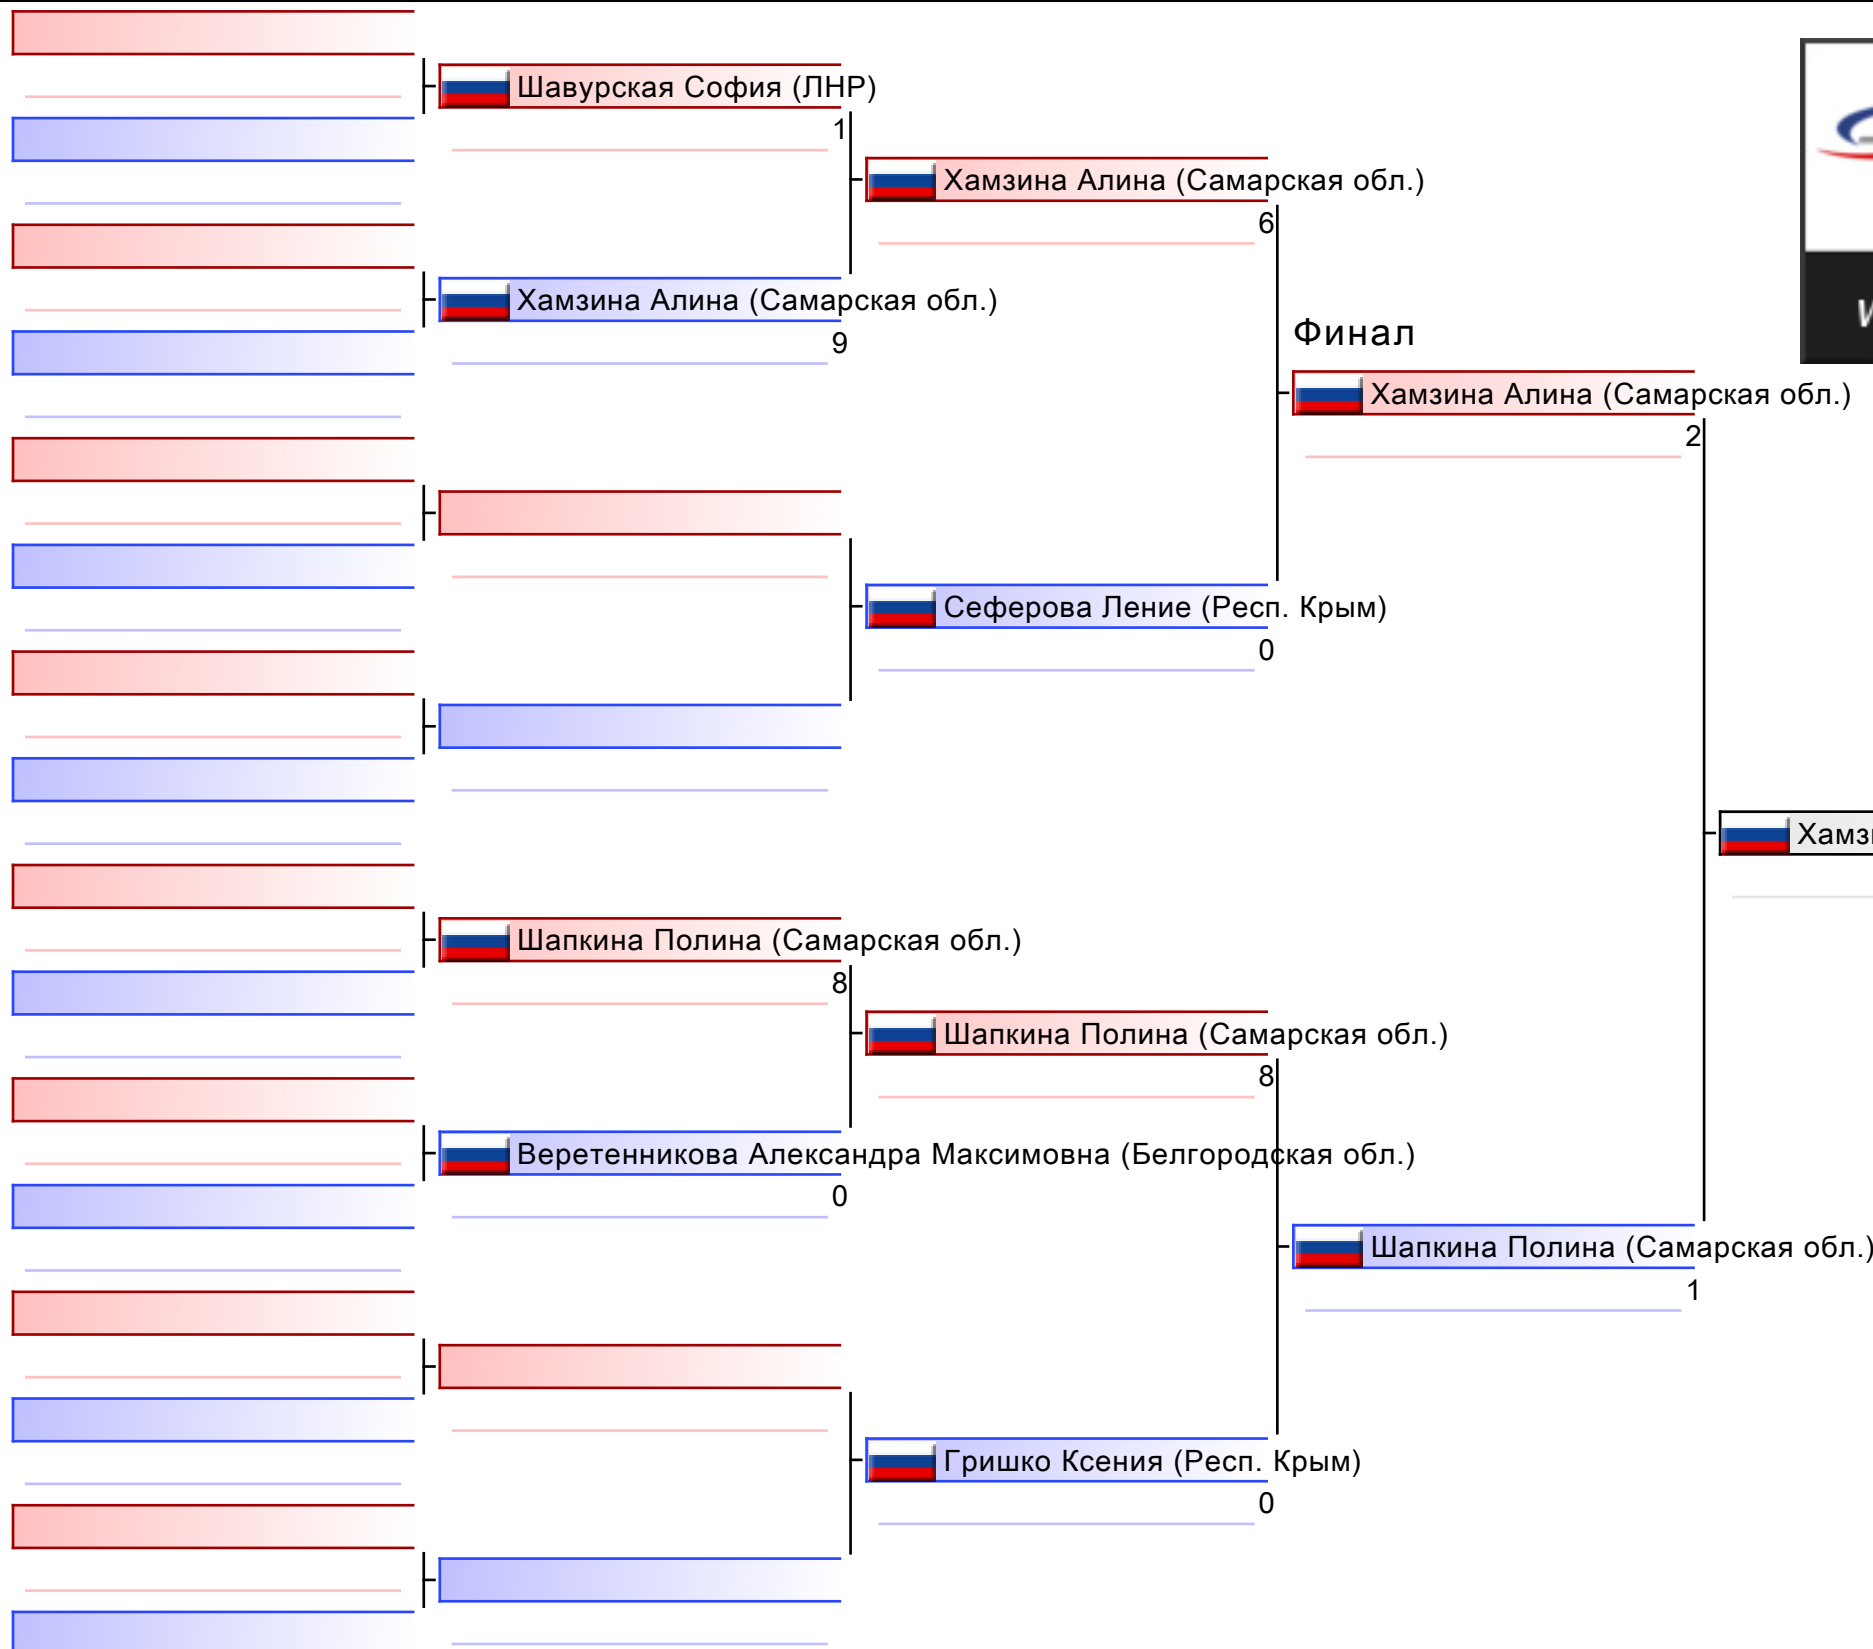 Шавурская София (ЛНР)
1
Хамзина Алина (Самарская обл.)
6
Хамзина Алина (Самарская обл.)
9
Финал
Хамзина Алина (Самарская обл.)
2
Сеферова Ление (Респ. Крым)
0
Шапкина Полина (Самарская обл.)
8
Шапкина Полина (Самарская обл.)
8
Веретенникова Александра Максимовна (Белгородская обл.)
0
Шапкина Полина (Самарская обл.)
1
Гришко Ксения (Респ. Крым)
0